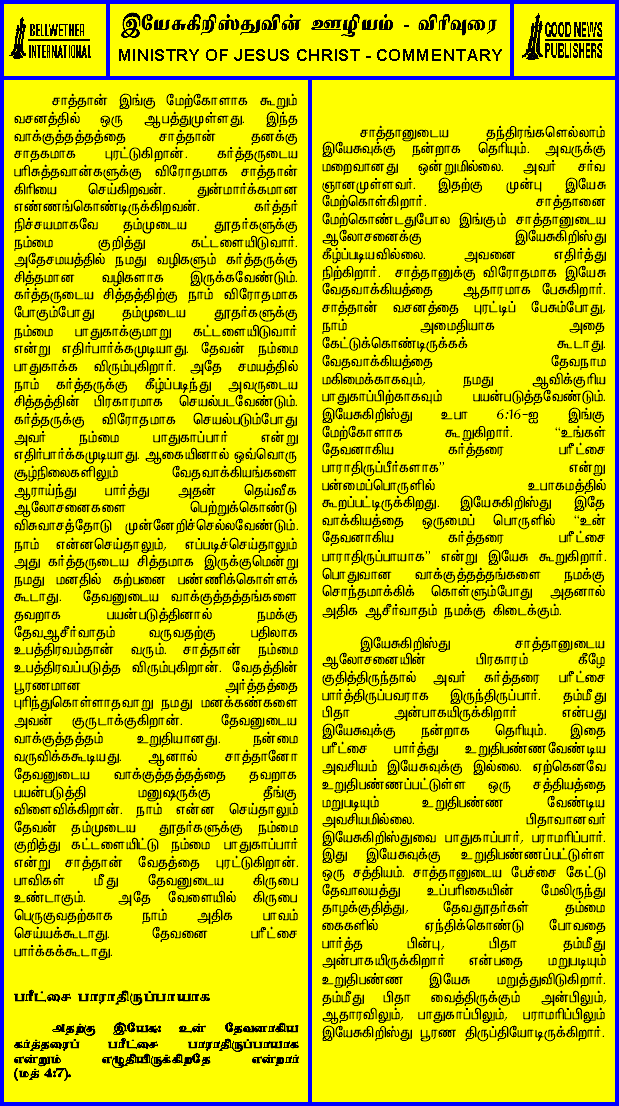 BELLWETHER
INTERNATIONAL
இயேசுகிறிஸ்துவின் ஊழியம் - விரிவுரை
MINISTRY OF JESUS CHRIST - COMMENTARY
GOOD NEWS
PUBLISHERS
சாத்தான் இங்கு மேற்கோளாக கூறும்
வசனத்தில் ஒரு ஆபத்துமுள்ளது. இந்த
வாக்குத்தத்தத்தை சாத்தான் தனக்கு
சாதகமாக புரட்டுகிறான். கர்த்தருடைய
பரிசுத்தவான்களுக்கு விரோதமாக சாத்தான்
கிரியை செய்கிறவன். துன்மார்க்கமான
எண்ணங்கொண்டிருக்கிறவன். கர்த்தர்
நிச்சயமாகவே தம்முடைய தூதர்களுக்கு
நம்மை குறித்து கட்டளையிடுவார்.
அதேசமயத்தில் நமது வழிகளும் கர்த்தருக்கு
சித்தமான வழிகளாக இருக்கவேண்டும்.
கர்த்தருடைய சித்தத்திற்கு நாம் விரோதமாக
போகும்போது தம்முடைய தூதர்களுக்கு
நம்மை பாதுகாக்குமாறு கட்டளையிடுவார்
என்று எதிர்பார்க்கமுடியாது. தேவன் நம்மை
பாதுகாக்க விரும்புகிறார். அதே சமயத்தில்
நாம் கர்த்தருக்கு கீழ்ப்படிந்து அவருடைய
சித்தத்தின் பிரகாரமாக செயல்படவேண்டும்.
கர்த்தருக்கு விரோதமாக செயல்படும்போது
அவர் நம்மை பாதுகாப்பார் என்று
எதிர்பார்க்கமுடியாது. ஆகையினால் ஒவ்வொரு
சூழ்நிலைகளிலும் வேதவாக்கியங்களை
ஆராய்ந்து பார்த்து அதன் தெய்வீக
ஆலோசனைகளை பெற்றுக்கொண்டு
விசுவாசத்தோடு முன்னேறிச்செல்லவேண்டும்.
நாம் என்னசெய்தாலும், எப்படிச்செய்தாலும்
அது கர்த்தருடைய சித்தமாக இருக்குமென்று
நமது மனதில் கற்பனை பண்ணிக்கொள்ளக்
கூடாது. தேவனுடைய வாக்குத்தத்தங்களை
தவறாக பயன்படுத்தினால் நமக்கு
தேவஆசீர்வாதம் வருவதற்கு பதிலாக
உபத்திரவம்தான் வரும். சாத்தான் நம்மை
உபத்திரவப்படுத்த விரும்புகிறான். வேதத்தின்
பூரணமான அர்த்தத்தை
புரிந்துகொள்ளாதவாறு நமது மனக்கண்களை
அவன் குருடாக்குகிறான். தேவனுடைய
வாக்குத்தத்தம் உறுதியானது. நன்மை
வருவிக்ககூடியது. ஆனால் சாத்தானோ
தேவனுடைய வாக்குத்தத்தத்தை தவறாக
பயன்படுத்தி மனுஷருக்கு தீங்கு
விளைவிக்கிறான். நாம் என்ன செய்தாலும்
தேவன் தம்முடைய தூதர்களுக்கு நம்மை
குறித்து கட்டளையிட்டு நம்மை பாதுகாப்பார்
என்று சாத்தான் வேதத்தை புரட்டுகிறான்.
பாவிகள் மீது தேவனுடைய கிருபை
உண்டாகும். அதே வேளையில் கிருபை
பெருகுவதற்காக நாம் அதிக பாவம்
செய்யக்கூடாது. தேவனை பரீட்சை
பார்க்கக்கூடாது.
பரீட்சை பாராதிருப்பாயாக
அதற்கு இயேசு: உன் தேவனாகிய
கர்த்தரைப் பரீட்சை பாராதிருப்பாயாக
என்றும் எழுதியிருக்கிறதே என்றார்
(மத் 4:7).
சாத்தானுடைய தந்திரங்களெல்லாம்
இயேசுவுக்கு நன்றாக தெரியும். அவருக்கு
மறைவானது ஒன்றுமில்லை. அவர் சர்வ
ஞானமுள்ளவர். இதற்கு முன்பு இயேசு
மேற்கொள்கிறார். சாத்தானை
மேற்கொண்டதுபோல இங்கும் சாத்தானுடைய
ஆலோசனைக்கு இயேசுகிறிஸ்து
கீழ்ப்படியவில்லை. அவனை எதிர்த்து
நிற்கிறார். சாத்தானுக்கு விரோதமாக இயேசு
வேதவாக்கியத்தை ஆதாரமாக பேசுகிறார்.
சாத்தான் வசனத்தை புரட்டிப் பேசும்போது,
நாம் அமைதியாக அதை
கேட்டுக்கொண்டிருக்கக் கூடாது.
வேதவாக்கியத்தை தேவநாம
மகிமைக்காகவும், நமது ஆவிக்குரிய
பாதுகாப்பிற்காகவும் பயன்படுத்தவேண்டும்.
இயேசுகிறிஸ்து உபா 6:16-ஐ இங்கு
மேற்கோளாக கூறுகிறார். “உங்கள்
தேவனாகிய கர்த்தரை பரீட்சை
பாராதிருப்பீர்களாக” என்று
பன்மைப்பொருளில் உபாகமத்தில்
கூறப்பட்டிருக்கிறது. இயேசுகிறிஸ்து இதே
வாக்கியத்தை ஒருமைப் பொருளில் “உன்
தேவனாகிய கர்த்தரை பரீட்சை
பாராதிருப்பாயாக” என்று இயேசு கூறுகிறார்.
பொதுவான வாக்குத்தத்தங்களை நமக்கு
சொந்தமாக்கிக் கொள்ளும்போது அதனால்
அதிக ஆசீர்வாதம் நமக்கு கிடைக்கும்.
இயேசுகிறிஸ்து சாத்தானுடைய
ஆலோசனையின் பிரகாரம் கீழே
குதித்திருந்தால் அவர் கர்த்தரை பரீட்சை
பார்த்திருப்பவராக இருந்திருப்பார். தம்மீது
பிதா அன்பாகயிருக்கிறார் என்பது
இயேசுவுக்கு நன்றாக தெரியும். இதை
பரீட்சை பார்த்து உறுதிபண்ணவேண்டிய
அவசியம் இயேசுவுக்கு இல்லை. ஏற்கெனவே
உறுதிபண்ணப்பட்டுள்ள ஒரு சத்தியத்தை
மறுபடியும் உறுதிபண்ண வேண்டிய
அவசியமில்லை. பிதாவானவர்
இயேசுகிறிஸ்துவை பாதுகாப்பார், பராமரிப்பார்.
இது இயேசுவுக்கு உறுதிபண்ணப்பட்டுள்ள
ஒரு சத்தியம். சாத்தானுடைய பேச்சை கேட்டு
தேவாலயத்து உப்பரிகையின் மேலிருந்து
தாழக்குதித்து, தேவதூதர்கள் தம்மை
கைகளில் ஏந்திக்கொண்டு போவதை
பார்த்த பின்பு, பிதா தம்மீது
அன்பாகயிருக்கிறார் என்பதை மறுபடியும்
உறுதிபண்ண இயேசு மறுத்துவிடுகிறார்.
தம்மீது பிதா வைத்திருக்கும் அன்பிலும்,
ஆதாரவிலும், பாதுகாப்பிலும், பராமரிப்பிலும்
இயேசுகிறிஸ்து பூரண திருப்தியோடிருக்கிறார்.